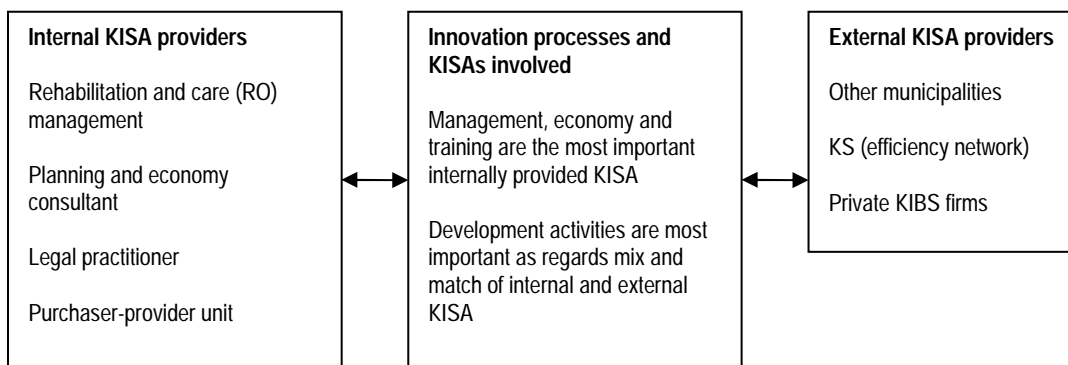 Internal KISA providers
Rehabilitation and care (RO)
management
Planning and economy
consultant
Legal practitioner
Purchaser-provider unit
Innovation processes and
KISAs involved
Management, economy and
training are the most important
internally provided KISA
Development activities are most
important as regards mix and
match of internal and external
KISA
External KISA providers
Other municipalities
KS (efficiency network)
Private KIBS firms